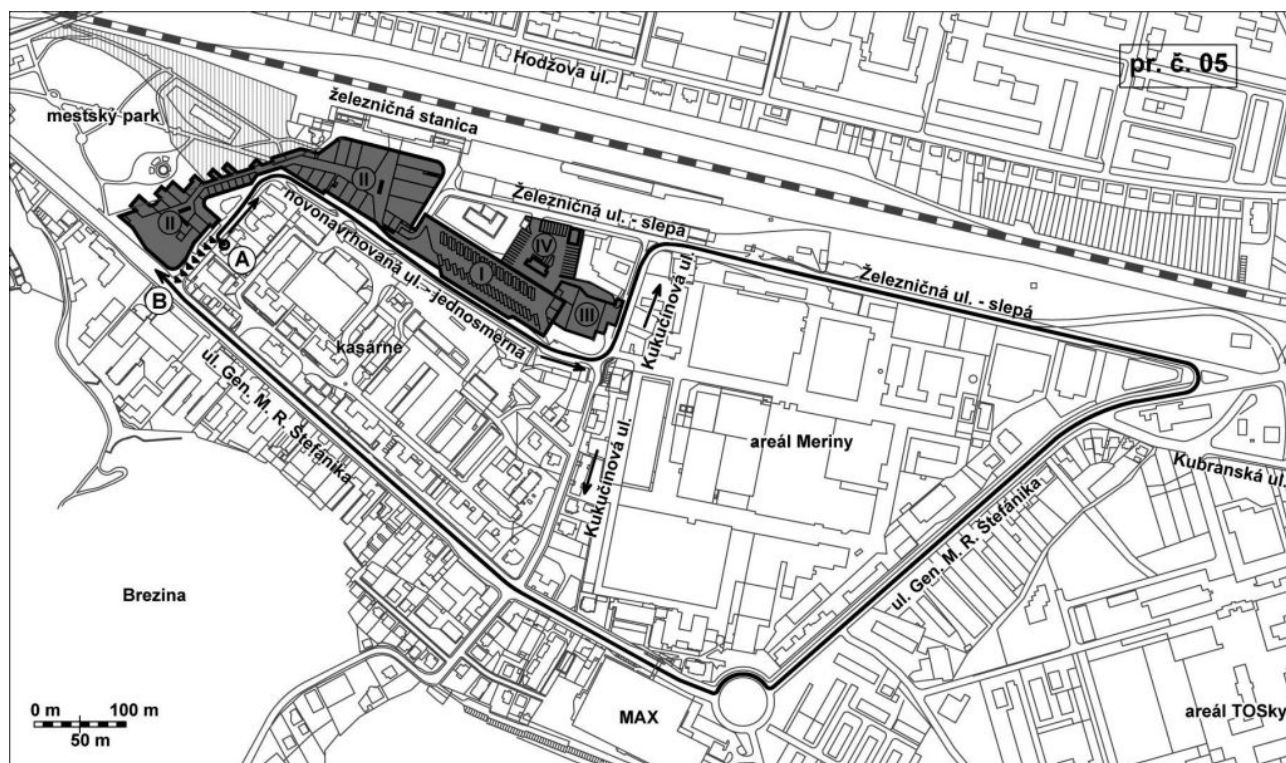 Hodžova ul.
pr. č. 05
mestský park
železničná stanica
II
II
Železničná ul. - slepá
novonavrhovaná ul. - jednosmerná
IV
I
III
A
B
Kukučínová ul.
Železničná ul. - slepá
kasárne
ul. Gen. M. R. Štefánika
areál Meriny
Kukučínová ul.
Kubranská ul.
ul. Gen. M. R. Štefánika
Brezina
0 m 100 m
50 m
MAX
areál TOSky